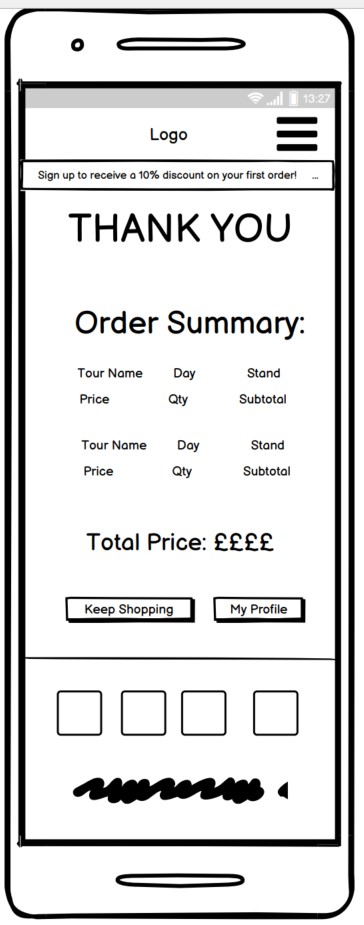 13:27
Logo
Sign up to receive a 10% discount on your first order! ...
THANK YOU
Order Summary:
Tour Name Day Stand
Price Qty Subtotal
Tour Name Day Stand
Price Qty Subtotal
Total Price: ££££
Keep Shopping My Profile